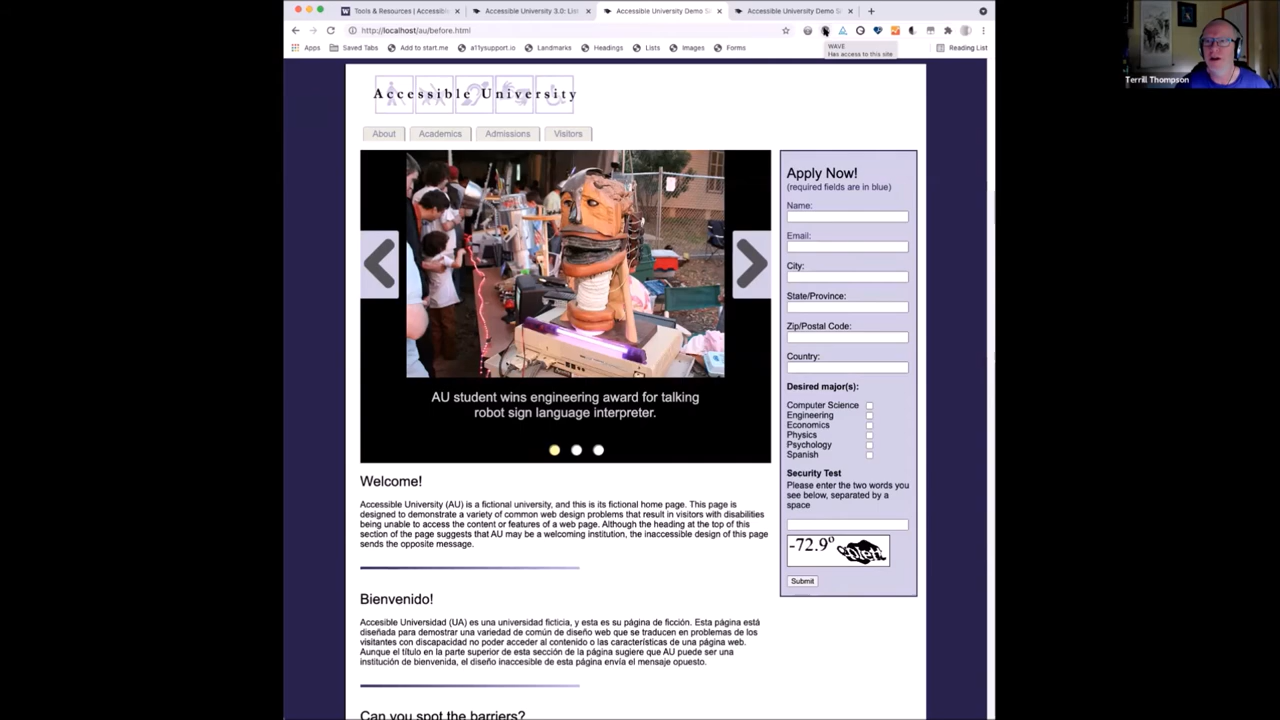 Tools & Resources | Accessibl
Accessible University 3.0: List
Accessible University Demo S
Accessible University Demo S
http://localhost/au/before.html
WAVE
Has access to this site
Apps
Saved Tabs
Add to start.me
a11ysupport.io
Landmarks
Headings
Lists
Images
Forms
Reading List
Terrill Thompson
Accessible University
About
Academics
Admissions
Visitors
AU student wins engineering award for talking
robot sign language interpreter.
Apply Now!
(required fields are in blue)
Name:
Email:
City:
State/Province:
Zip/Postal Code:
Country:
Desired major(s):
Computer Science
Engineering
Economics
Physics
Psychology
Spanish
Security Test
Please enter the two words you
see below, separated by a
space
-72.9º
Submit
Welcome!
Accessible University (AU) is a fictional university, and this is its fictional home page. This page is
designed to demonstrate a variety of common web design problems that result in visitors with disabilities
being unable to access the content or features of a web page. Although the heading at the top of this
section of the page suggests that AU may be a welcoming institution, the inaccessible design of this page
sends the opposite message.
Bienvenido!
Accesible Universidad (UA) es una universidad ficticia, y esta es su página de ficción. Esta página está
diseñada para demostrar una variedad de común de diseño web que se traducen en problemas de los
visitantes con discapacidad no poder acceder al contenido o las características de una página web.
Aunque el título en la parte superior de esta sección de la página sugiere que AU puede ser una
institución de bienvenida, el diseño inaccesible de esta página envía el mensaje opuesto.
Can you spot the barriers?